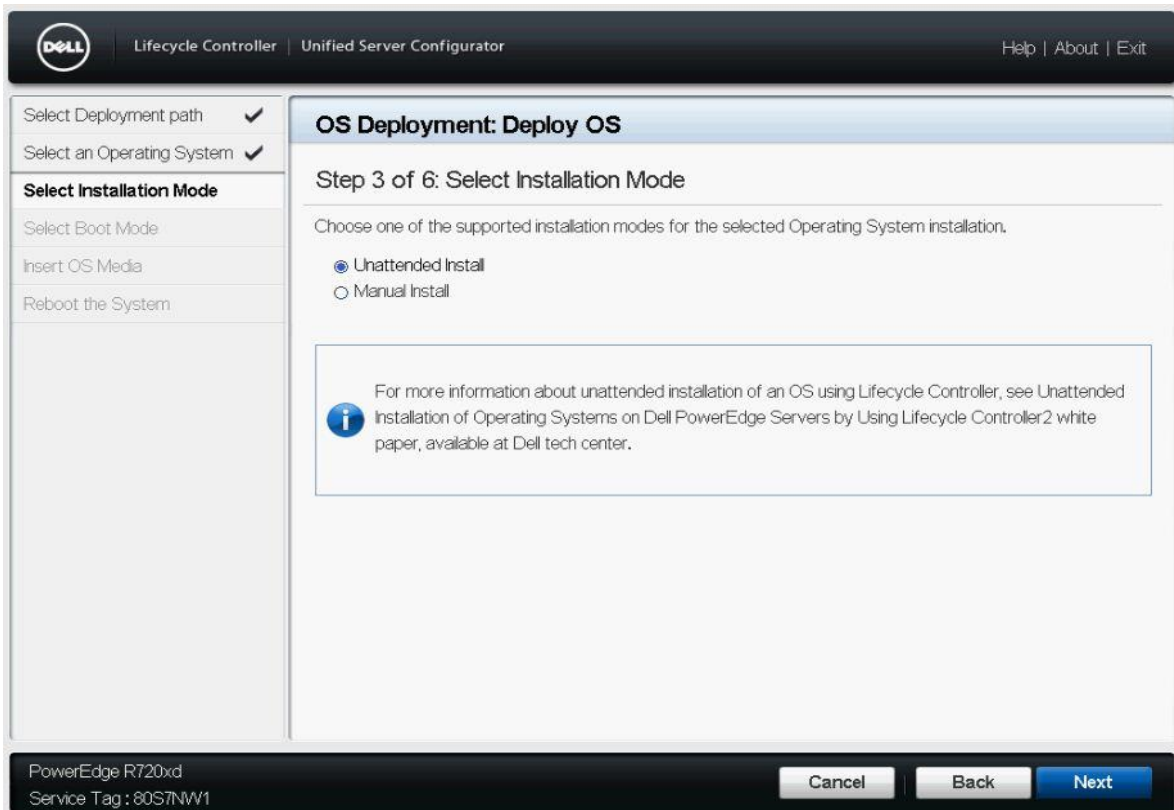 DELL
Lifecycle Controller | Unified Server Configurator
Help | About | Exit
Select Deployment path
Select an Operating System
Select Installation Mode
Select Boot Mode
Insert OS Media
Reboot the System
OS Deployment: Deploy OS
Step 3 of 6: Select Installation Mode
Choose one of the supported installation modes for the selected Operating System installation.
Unattended Install
Manual Install
For more information about unattended installation of an OS using Lifecycle Controller, see Unattended
Installation of Operating Systems on Dell PowerEdge Servers by Using Lifecycle Controller2 white
paper, available at Dell tech center.
PowerEdge R720xd
Service Tag : 80S7NW1
Cancel
Back
Next